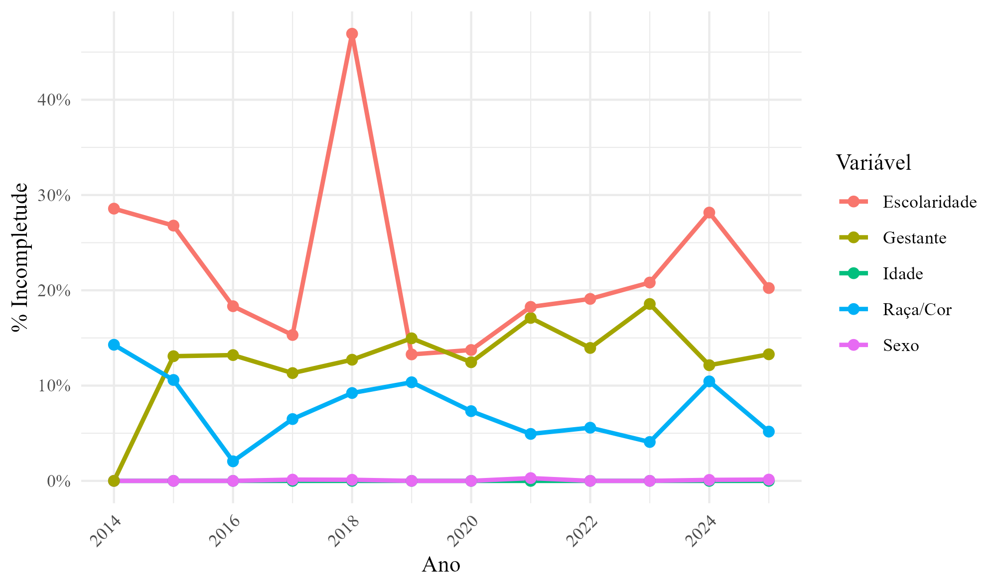 % Incompletude
40%
30%
20%
10%
0%
2014
2016
2018
2020
2022
2024
Ano
Variável
Escolaridade
Gestante
Idade
Raça/Cor
Sexo